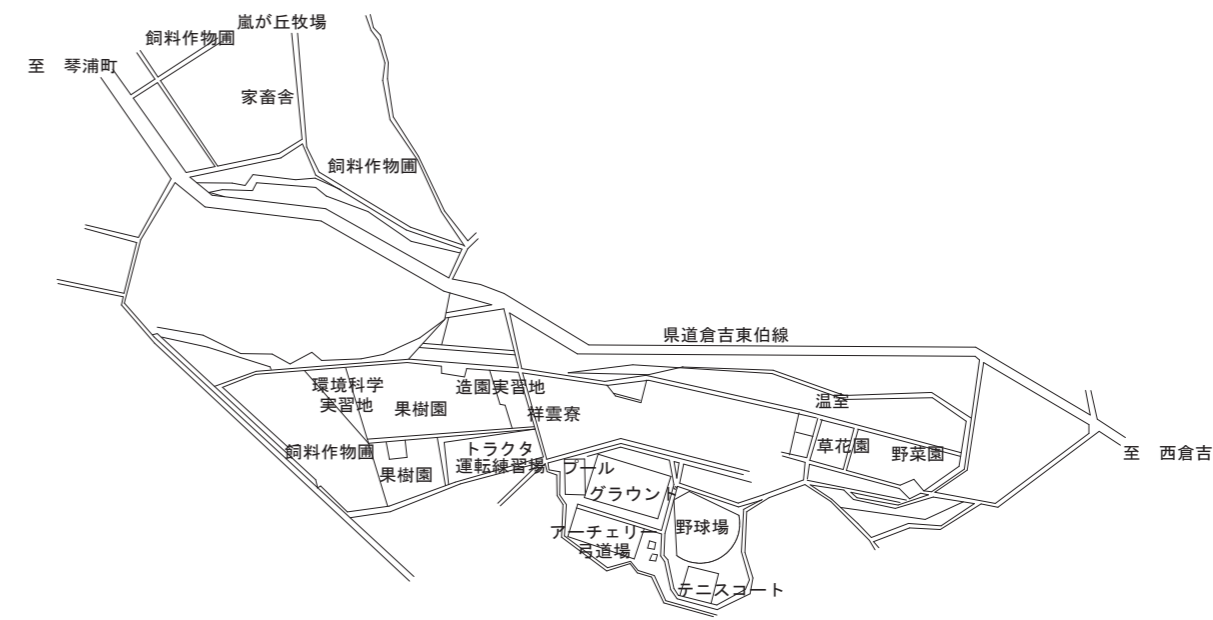 嵐が丘牧場
飼料作物圃
至　琴浦町
家畜舎
飼料作物圃
県道倉吉東伯線
環境科学
実習地
造園実習地
果樹園
祥雲寮
温室
飼料作物圃
トラクタ
運転練習場
果樹園
プール
グラウンド
草花園
野菜園
至　西倉吉
アーチェリー
弓道場
野球場
テニスコート